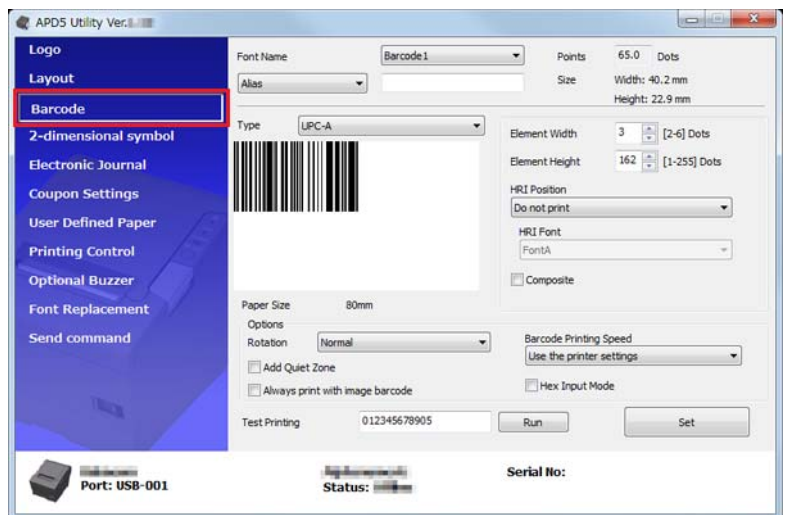 APD5 Utility Ver.
Logo
Layout
Barcode
2-dimensional symbol
Electronic Journal
Coupon Settings
User Defined Paper
Printing Control
Optional Buzzer
Font Replacement
Send command
Font Name Barcode1 Points 65.0 Dots
Alias Size Width: 40.2 mm
Height: 22.9 mm
Type UPC-A
Element Width 3 [2-6] Dots
Element Height 162 [1-255] Dots
HRI Position
Do not print
HRI Font
FontA
Composite
Paper Size 80mm
Options
Rotation Normal
Add Quiet Zone
Always print with image barcode
Barcode Printing Speed
Use the printer settings
Hex Input Mode
Test Printing 012345678905 Run Set
Port: USB-001
Status:
Serial No: